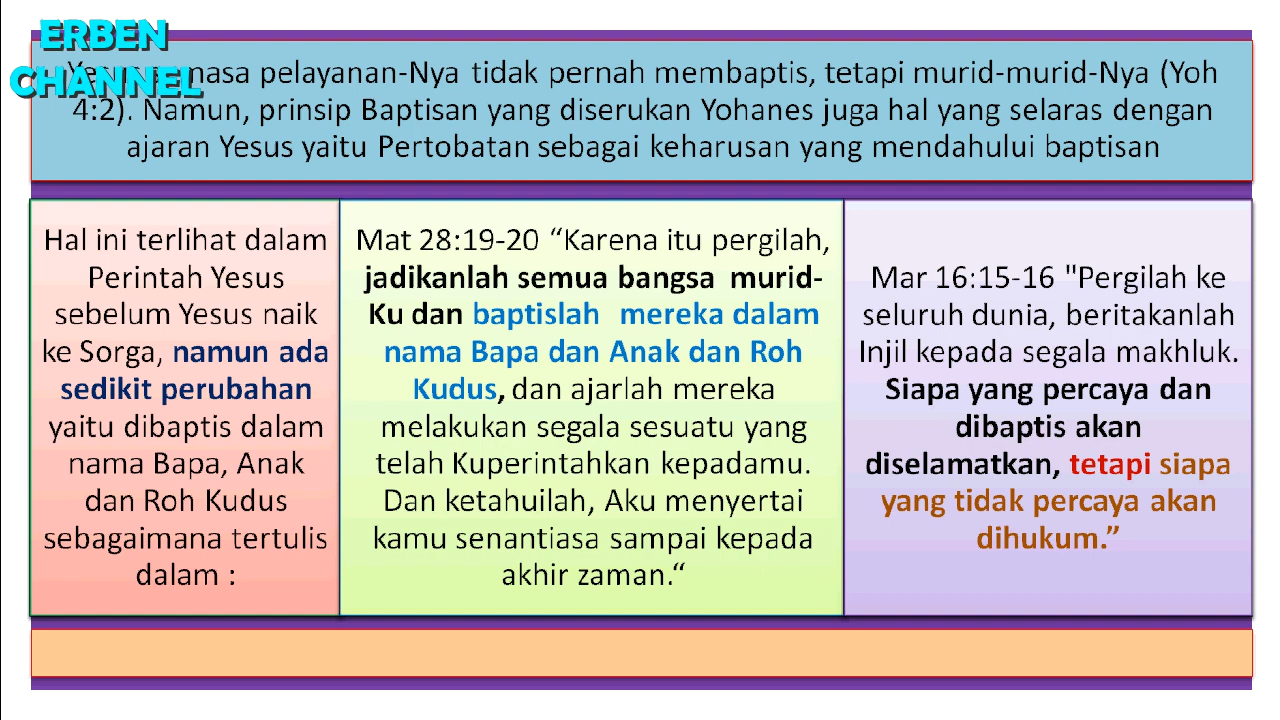 ERBEN
CHANNEL
masa pelayanan-Nya tidak pernah membaptis, tetapi murid-murid-Nya (Yoh
4:2). Namun, prinsip Baptisan yang diserukan Yohanes juga hal yang selaras dengan
ajaran Yesus yaitu Pertobatan sebagai keharusan yang mendahului baptisan
Hal ini terlihat dalam
Perintah Yesus
sebelum Yesus naik
ke Sorga, namun ada
sedikit perubahan
yaitu dibaptis dalam
nama Bapa, Anak
dan Roh Kudus
sebagaimana tertulis
dalam :
Mat 28:19-20 “Karena itu pergilah,
jadikanlah semua bangsa murid-
Ku dan baptislah mereka dalam
nama Bapa dan Anak dan Roh
Kudus, dan ajarlah mereka
melakukan segala sesuatu yang
telah Kuperintahkan kepadamu.
Dan ketahuilah, Aku menyertai
kamu senantiasa sampai kepada
akhir zaman.“
Mar 16:15-16 "Pergilah ke
seluruh dunia, beritakanlah
Injil kepada segala makhluk.
Siapa yang percaya dan
dibaptis akan
diselamatkan, tetapi siapa
yang tidak percaya akan
dihukum.”